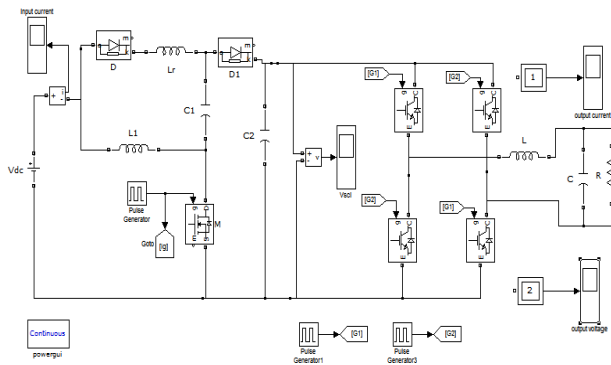 Input current
i
+
-
D
m
a
k
Lr
D1
m
a
k
C1
L1
C2
Vdc
Pulse
Generator
Goto
[Ig]
g
D
M
+
-
v
Vscl
[G1]
g
C
E
[G2]
g
C
E
[G2]
g
C
E
[G1]
g
C
E
L
C
R
1
output current
2
output voltage
Continuous
powergui
Pulse
Generator1
[G1]
Pulse
Generator3
[G2]